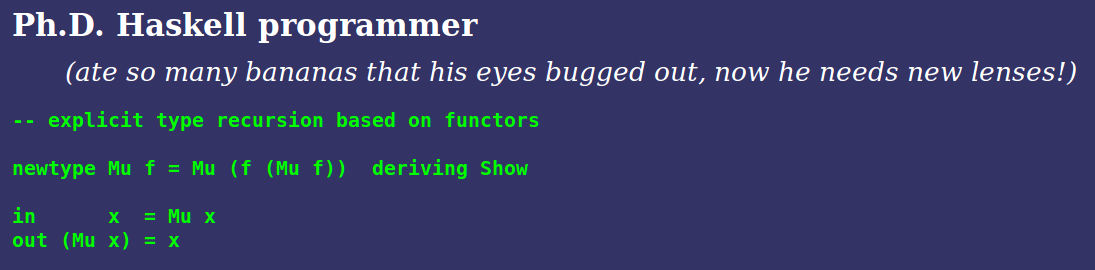 Ph.D. Haskell programmer
(ate so many bananas that his eyes bugged out, now he needs new lenses!)
-- explicit type recursion based on functors
newtype Mu f = Mu (f (Mu f))  deriving Show
in      x  = Mu x
out (Mu x) = x